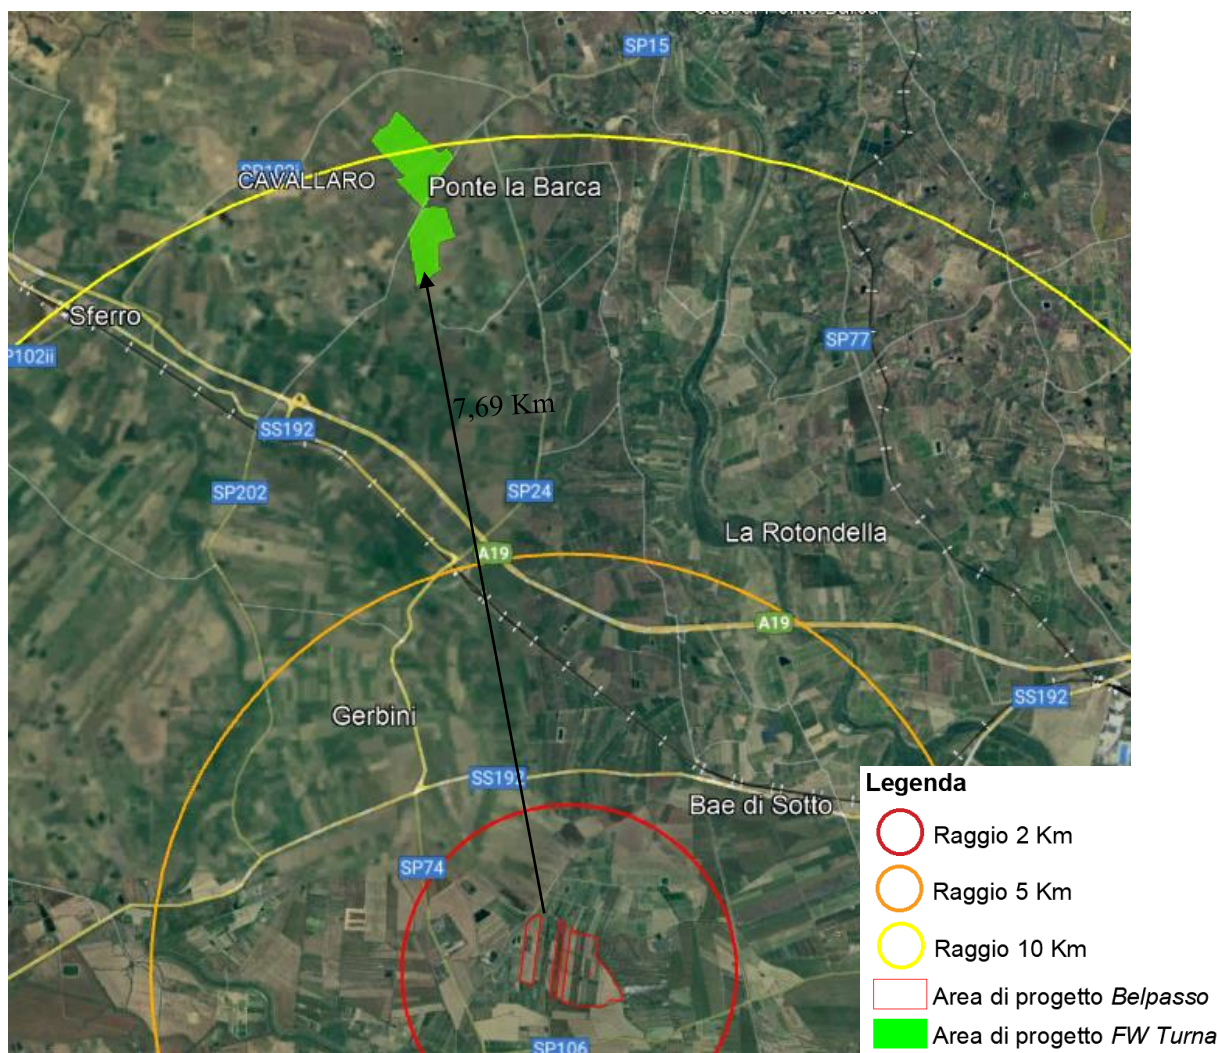 SP15
CAVALLARO
Ponte la Barca
Sferro
P102ii
SP77
7,69 Km
SS192
SP202
SP24
La Rotondella
A19
A19
SS192
Gerbini
SS192
Bae di Sotto
SP74
SP106
Legenda
Raggio 2 Km
Raggio 5 Km
Raggio 10 Km
Area di progetto Belpasso
Area di progetto FW Turna